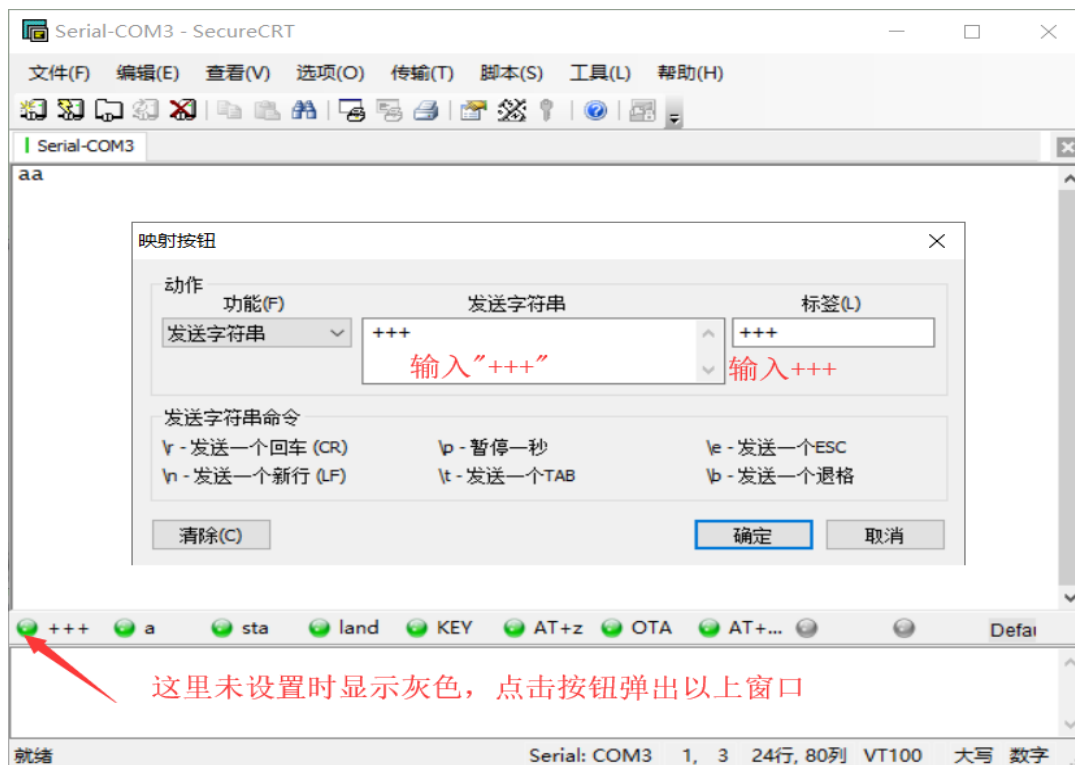 Serial-COM3 - SecureCRT
文件(F) 编辑(E) 查看(V) 选项(O) 传输(T) 脚本(S) 工具(L) 帮助(H)
Serial-COM3
aa
映射按钮
动作
功能(F) 发送字符串 标签(L)
发送字符串 +++ +++
输入"+++" 输入+++
发送字符串命令
\r - 发送一个回车 (CR) \p - 暂停一秒 \e - 发送一个ESC
\n - 发送一个新行 (LF) \t - 发送一个TAB \b - 发送一个退格
清除(C) 确定 取消
+++ a sta land KEY AT+z OTA AT+... Defau
这里未设置时显示灰色，点击按钮弹出以上窗口
就绪 Serial: COM3 1, 3 24行, 80列 VT100 大写 数字